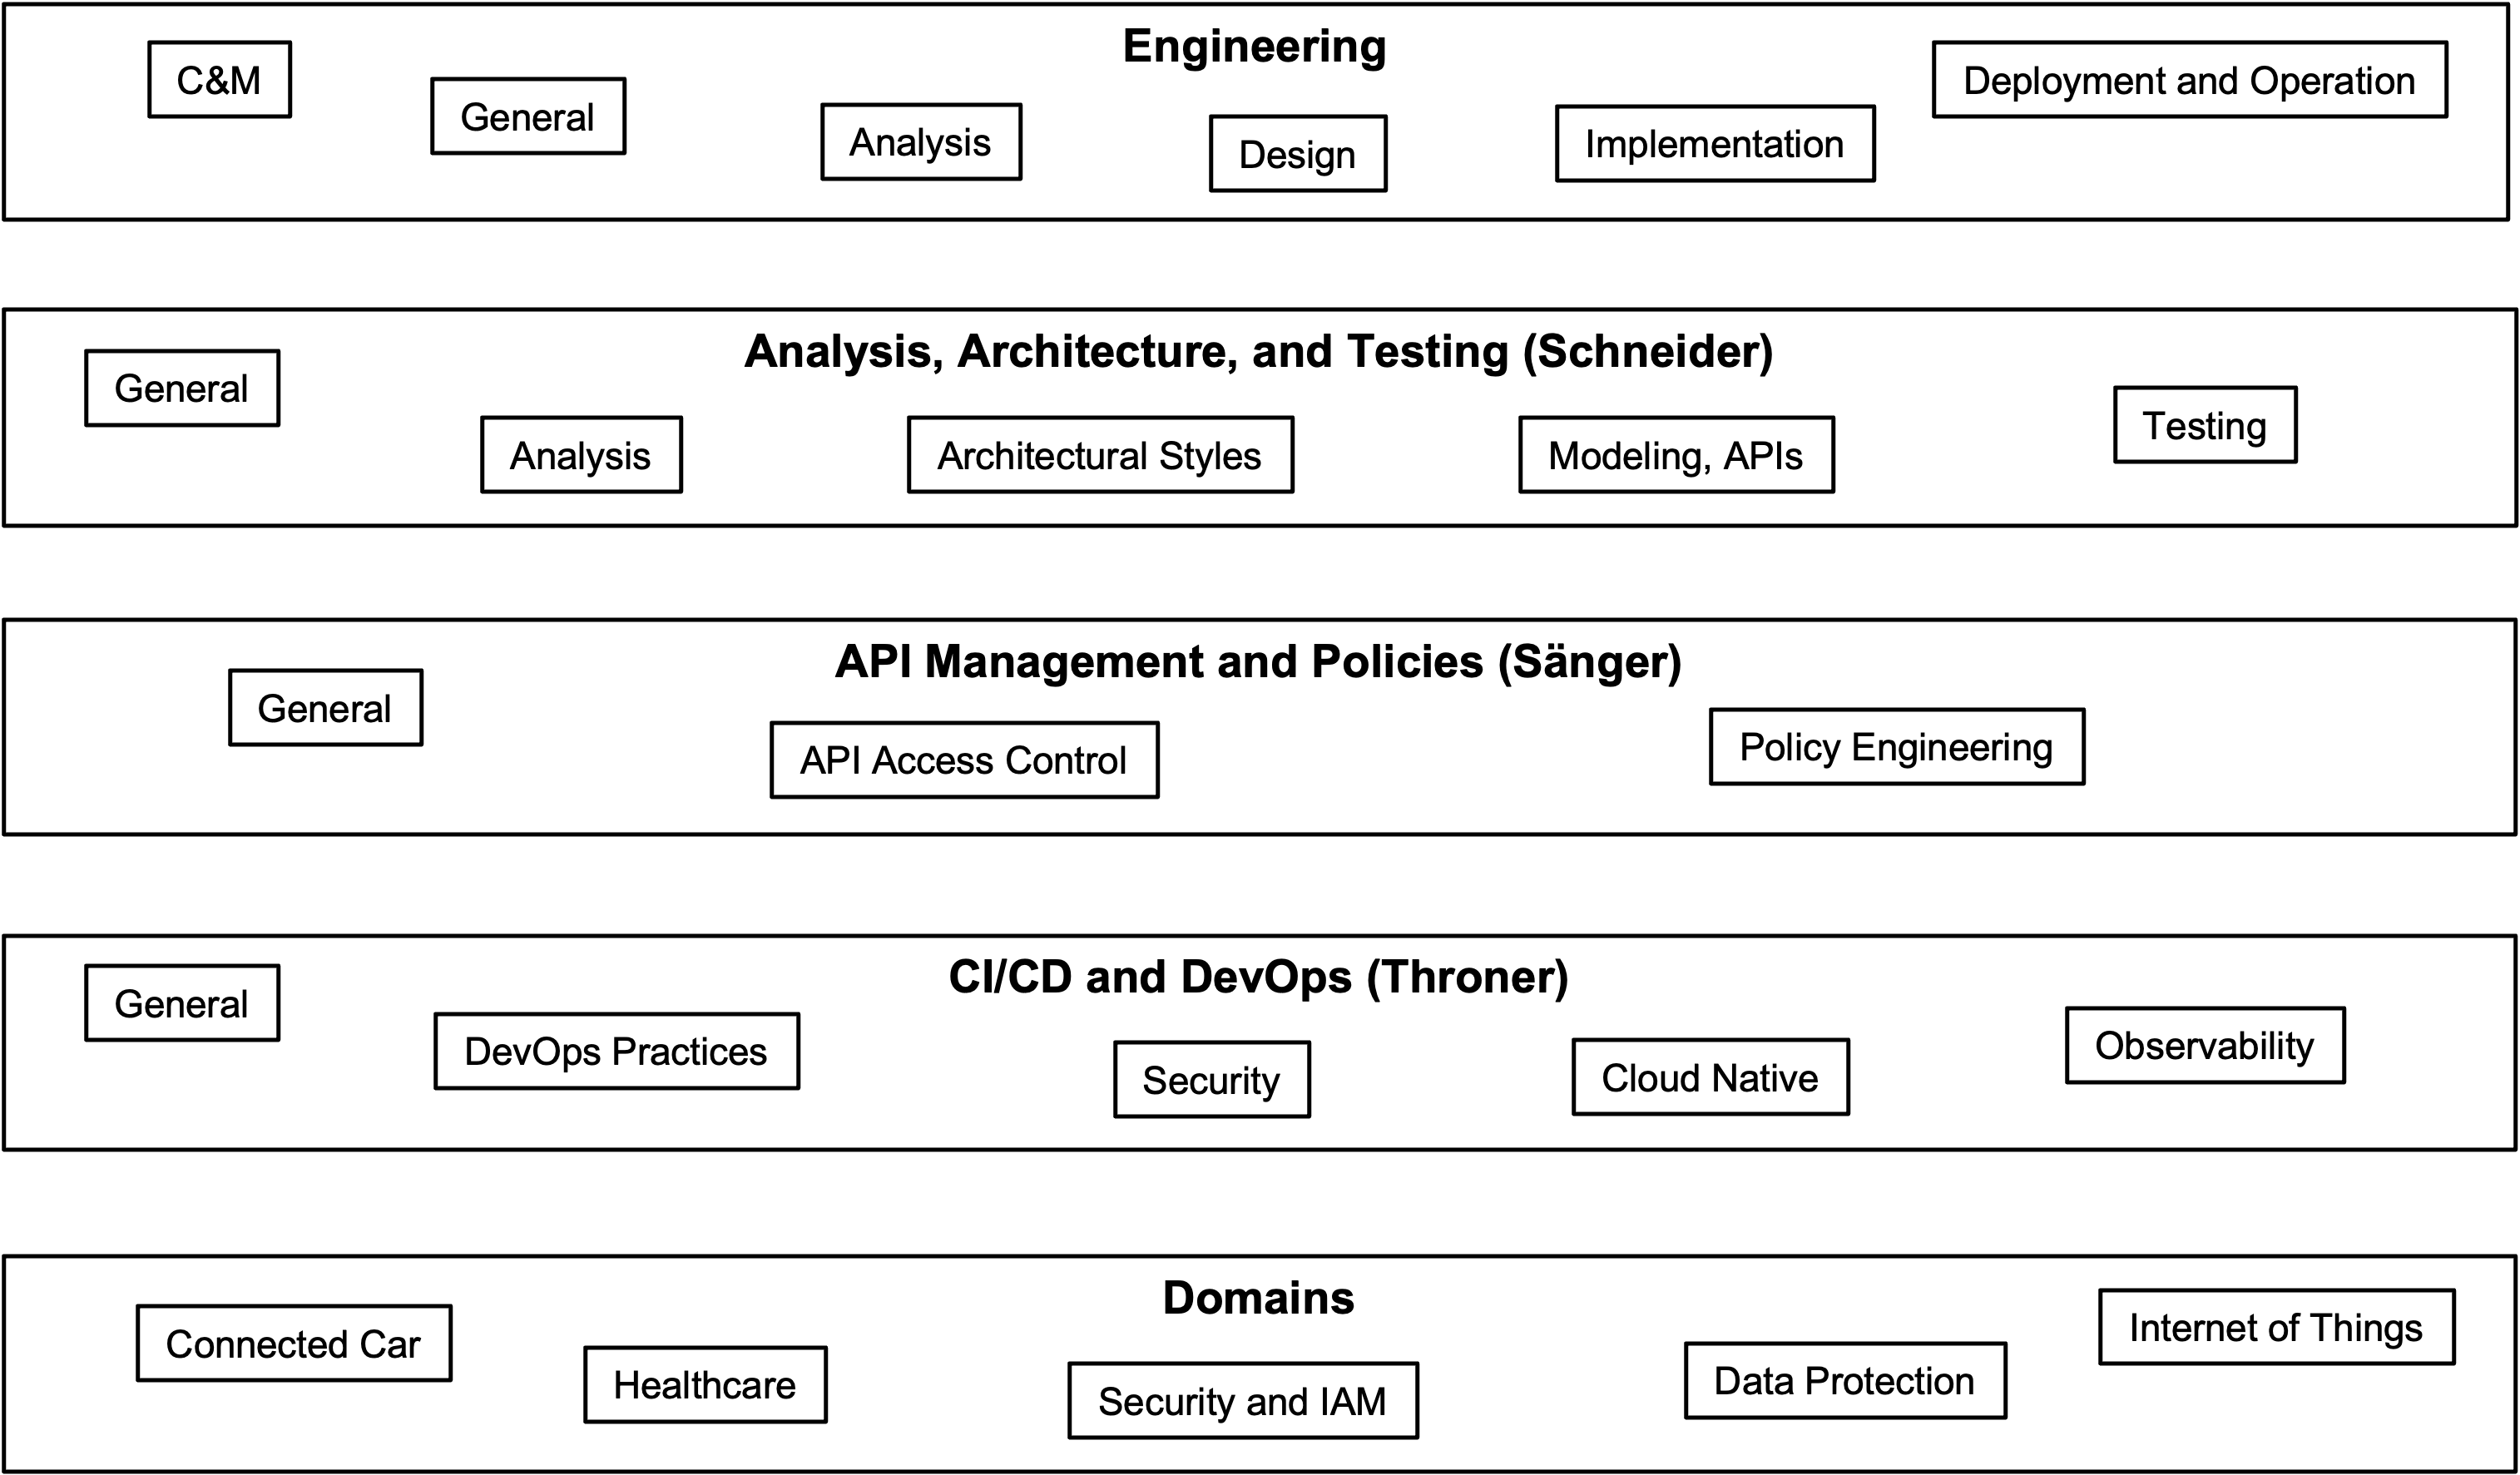 Engineering
C&M
General
Analysis
Design
Implementation
Deployment and Operation
Analysis, Architecture, and Testing (Schneider)
General
Analysis
Architectural Styles
Modeling, APIs
Testing
API Management and Policies (Sänger)
General
API Access Control
Policy Engineering
CI/CD and DevOps (Throner)
General
DevOps Practices
Security
Cloud Native
Observability
Domains
Connected Car
Healthcare
Security and IAM
Data Protection
Internet of Things